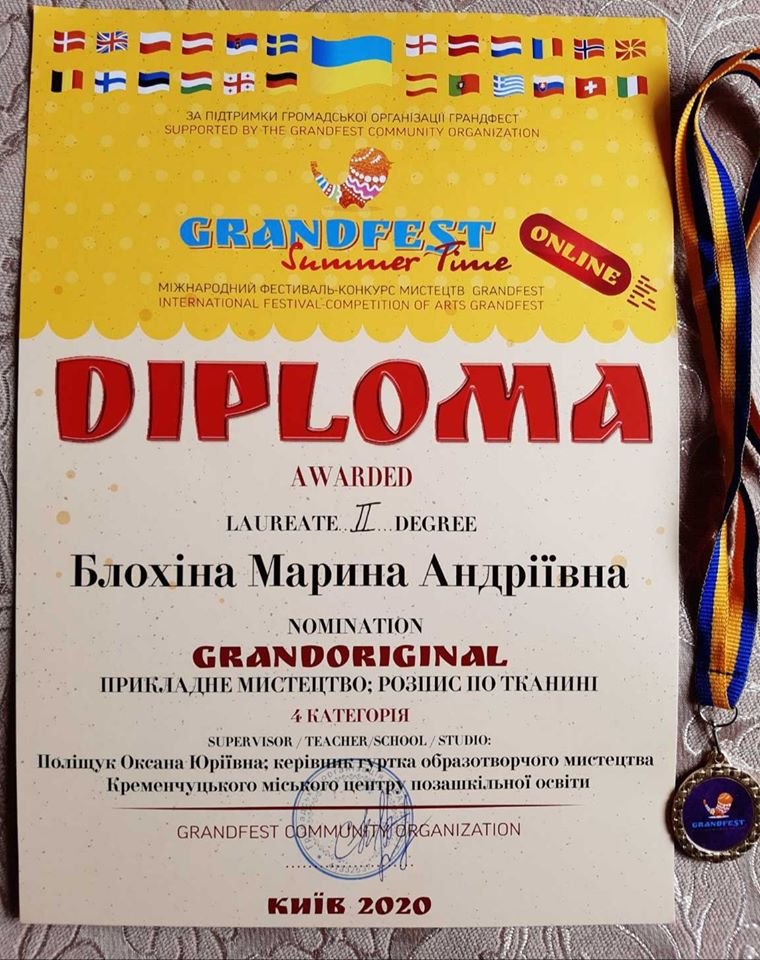 ЗА ПІДТРИМКИ ГРОМАДСЬКОЇ ОРГАНІЗАЦІЇ ГРАНДФЕСТ
SUPPORTED BY THE GRANDFEST COMMUNITY ORGANIZATION
GRANDFEST
Summer Time
ONLINE
МІЖНАРОДНИЙ ФЕСТИВАЛЬ-КОНКУРС МИСТЕЦТВ GRANDFEST
INTERNATIONAL FESTIVAL-COMPETITION OF ARTS GRANDFEST
DIPLOMA
AWARDED
LAUREATE..II...DEGREE
Блохіна Марина Андріївна
NOMINATION
GRANDORIGINAL
ПРИКЛАДНЕ МИСТЕЦТВО; РОЗПИС ПО ТКАНИНІ
4 КАТЕГОРІЯ
SUPERVISOR / TEACHER/SCHOOL / STUDIO:
Поліщук Оксана Юріївна; керівник гуртка образотворчого мистецтва
Кременчуцького міського центру позашкільної освіти
GRANDFEST COMMUNITY ORGANIZATION
КИЇВ 2020
GRANDFEST